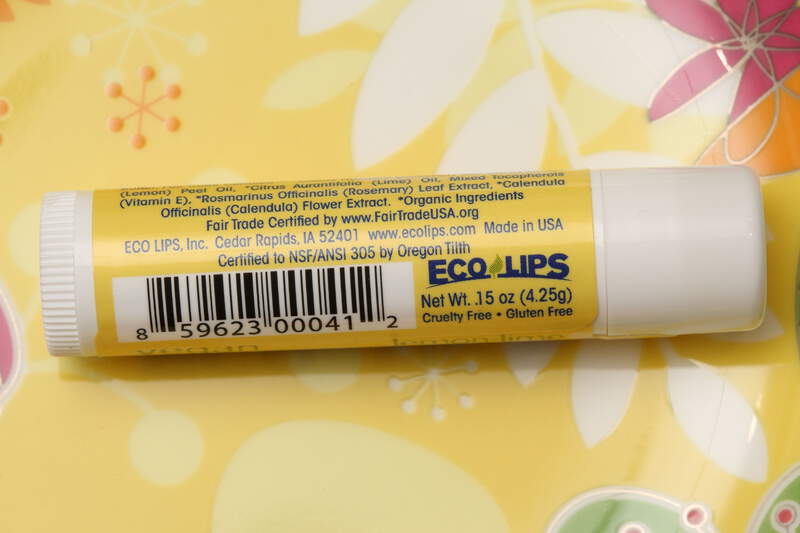 (Lemon) Peel Oil, *Citrus Aurantifolia (Lime) Oil, Mixed Tocopherols
(Vitamin E), *Rosmarinus Officinalis (Rosemary) Leaf Extract, *Calendula
Officinalis (Calendula) Flower Extract. *Organic Ingredients
Fair Trade Certified by www.FairTradeUSA.org
ECO LIPS, Inc. Cedar Rapids, IA 52401 www.ecolips.com Made in USA
Certified to NSF/ANSI 305 by Oregon Tilth
ECO LIPS
Net Wt. .15 oz (4.25g)
Cruelty Free • Gluten Free
8 59623 00041 2
vegan lemon lime